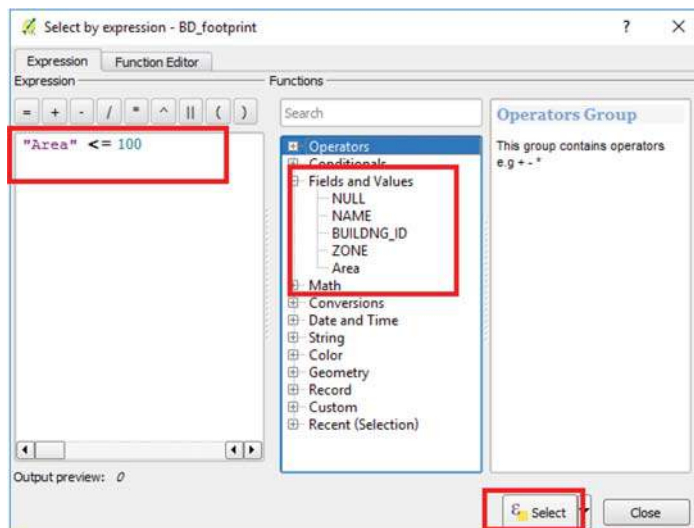 Select by expression - BD_footprint
? X
Expression Function Editor
Expression
= + - / * ^ || ( )
"Area" <= 100
Output preview: 0
Functions
Search
Operators
Conditionals
Fields and Values
NULL
NAME
BUILDNG_ID
ZONE
Area
Math
Conversions
Date and Time
String
Color
Geometry
Record
Custom
Recent (Selection)
Operators Group
This group contains operators
e.g + - *
ε Select
Close